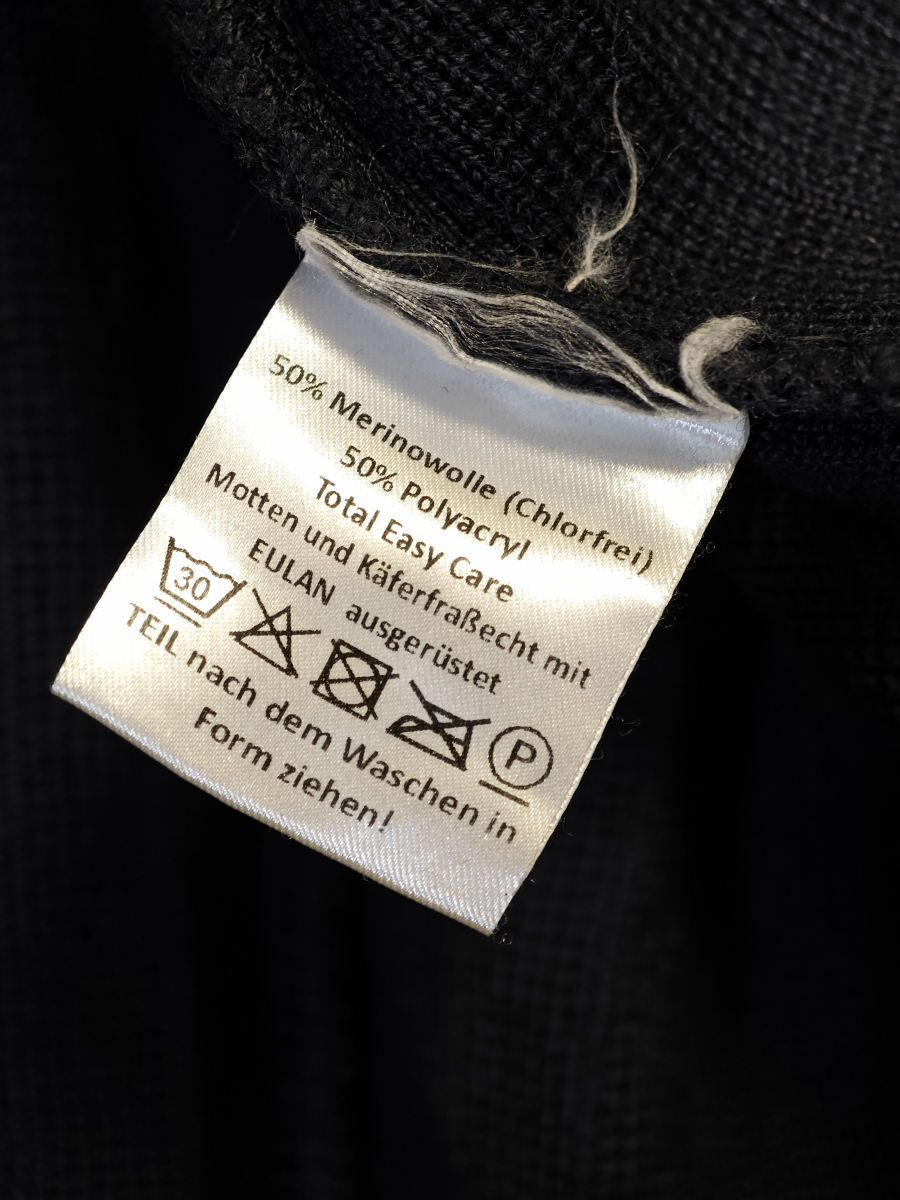 50% Merinowolle (Chlorfrei)
50% Polyacryl
Total Easy Care
Motten und Käferfraßecht mit
EULAN ausgerüstet
30 P
TEIL nach dem Waschen in
Form ziehen!